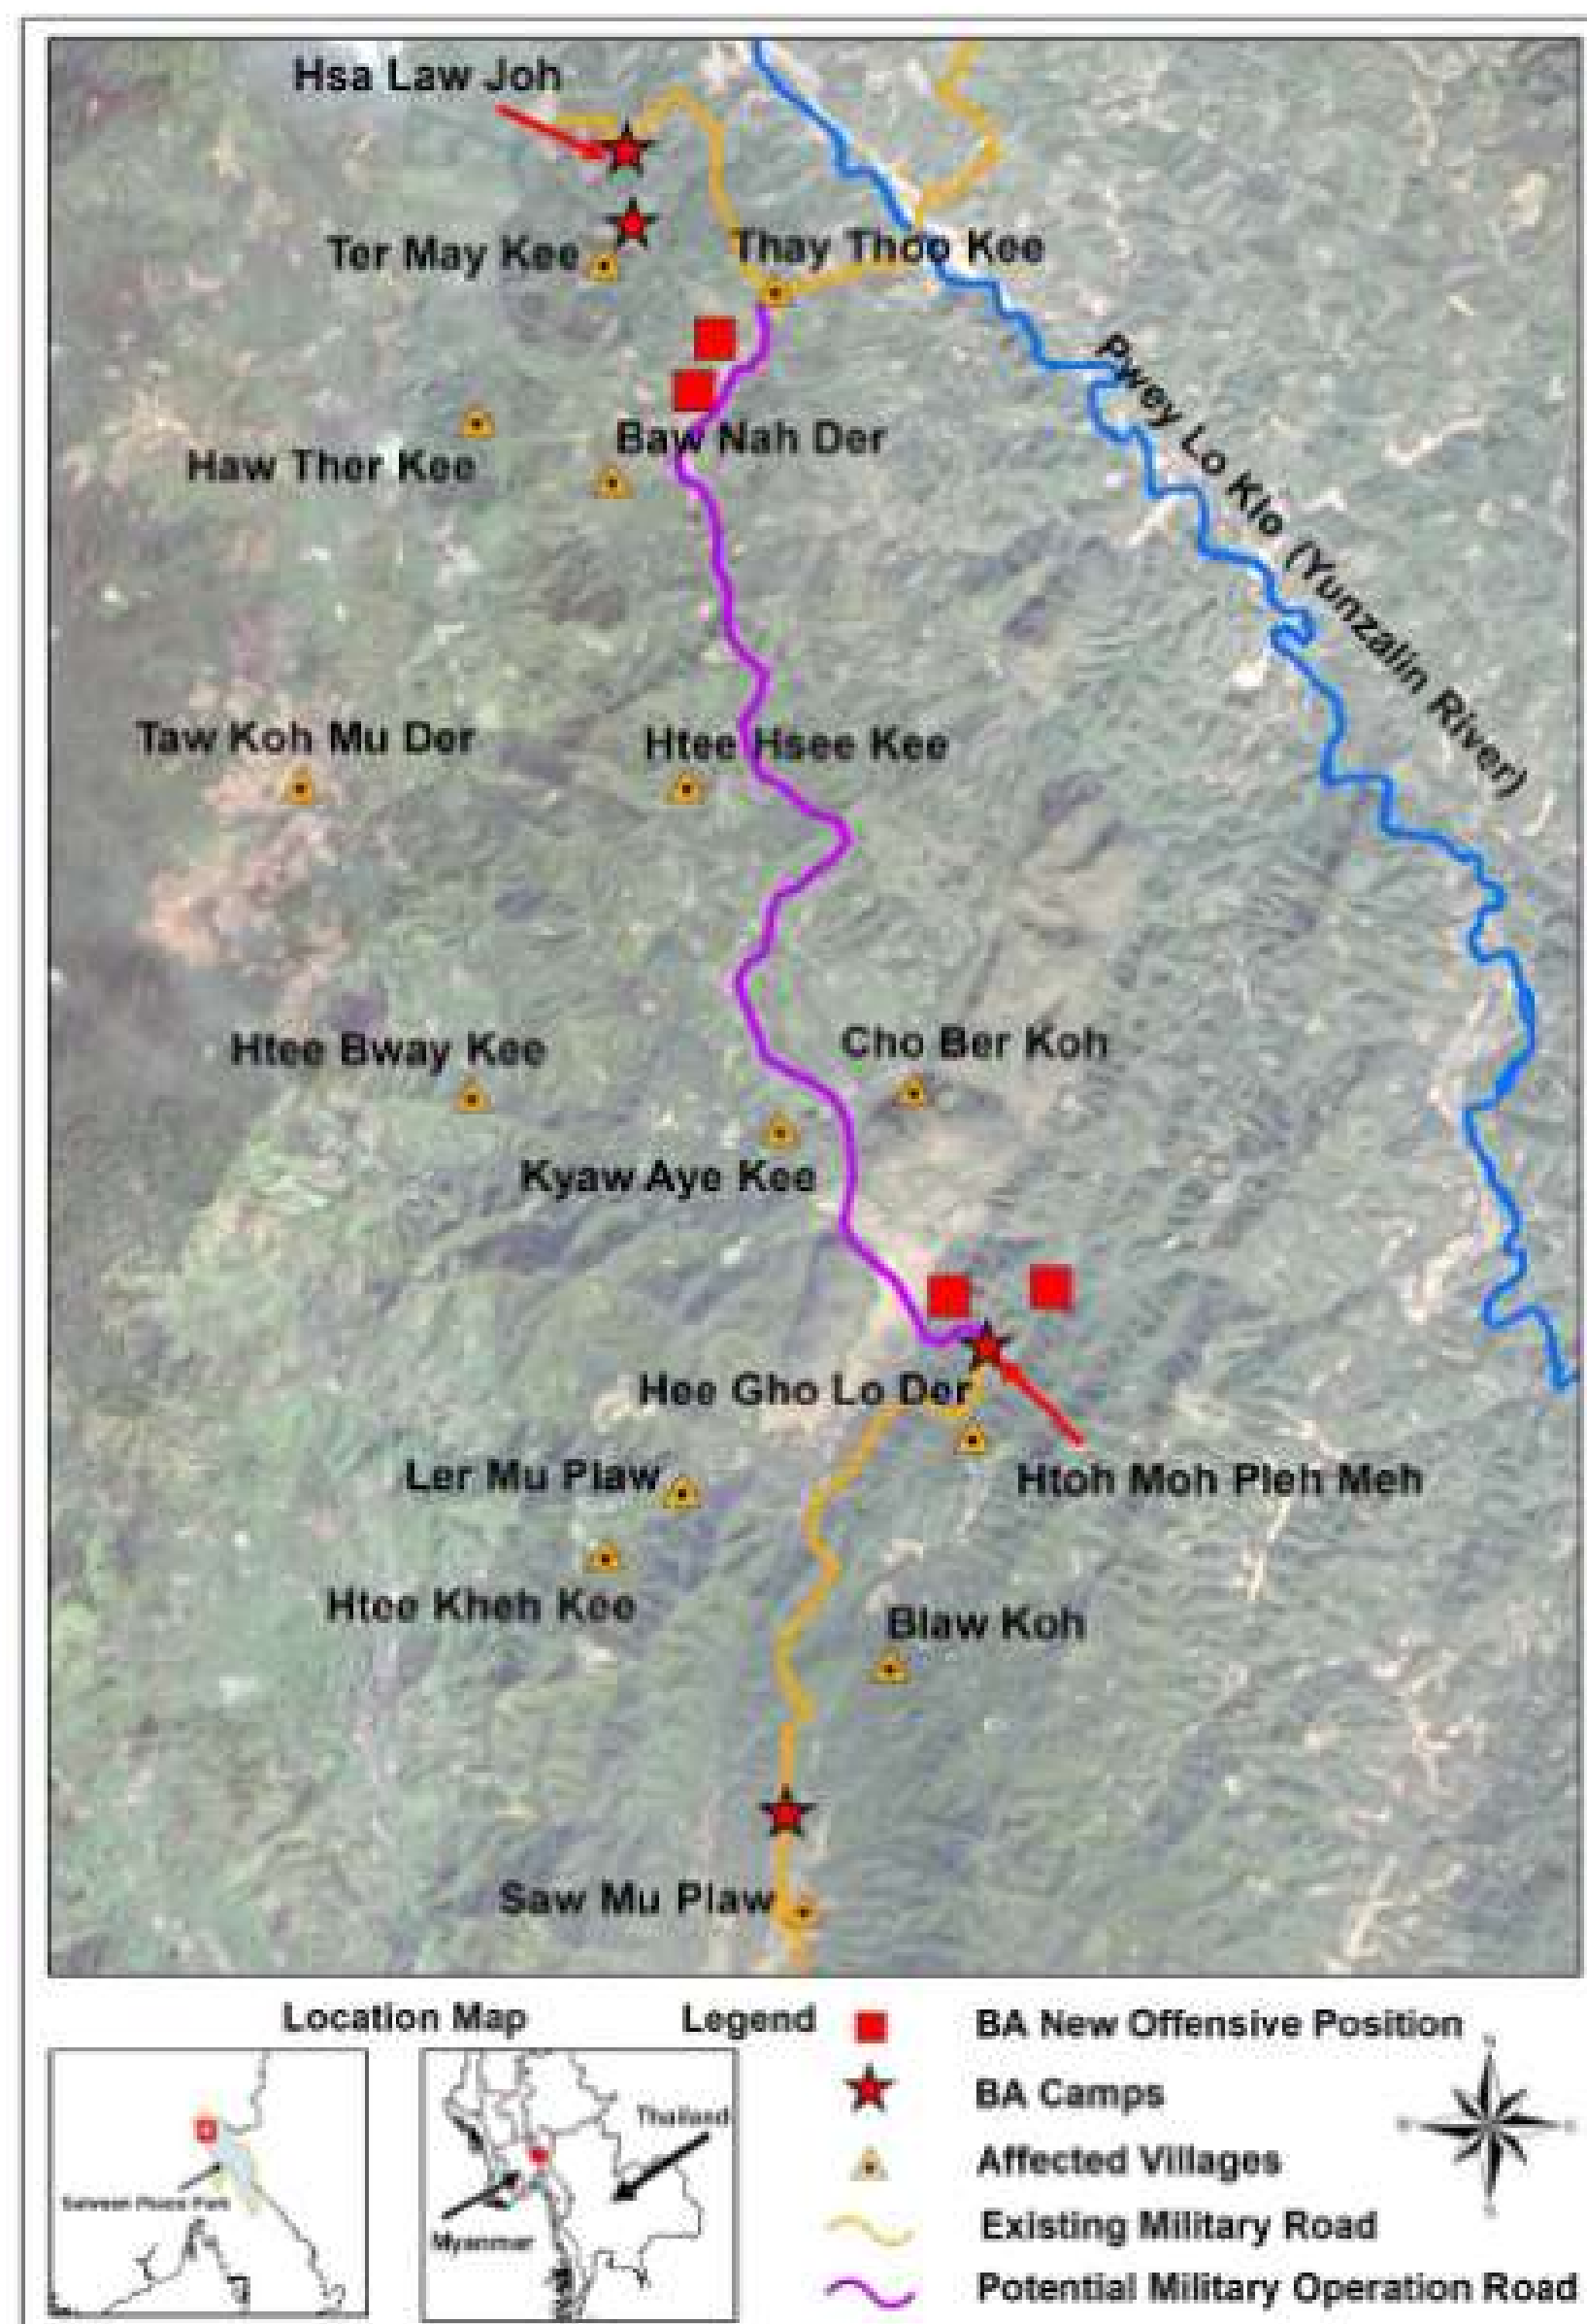 Hsa Law Joh
Ter May Kee
Thay Thoo Kee
Pwey Lo Klo (Yunzalin River)
Baw Nah Der
Haw Ther Kee
Taw Koh Mu Der
Htee Hsee Kee
Htee Bway Kee
Cho Ber Koh
Kyaw Aye Kee
Hee Gho Lo Der
Ler Mu Plaw
Htoh Moh Pleh Meh
Htee Kheh Kee
Blaw Koh
Saw Mu Plaw
Location Map
Legend
BA New Offensive Position
BA Camps
Affected Villages
Existing Military Road
Potential Military Operation Road
Salween Peace Park
Thailand
Myanmar